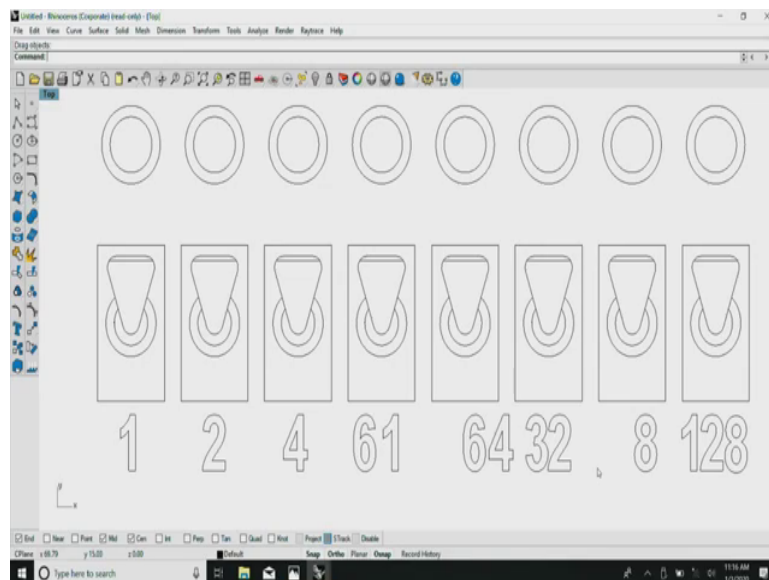 Untitled - Rhinoceros (Corporate) (read-only) - [Top]
File Edit View Curve Surface Solid Mesh Dimension Transform Tools Analyze Render Raytrace Help
Drag objects:
Command:
Top
1 2 4 61 64 32 8 128
y
x
End Near Point Mid Cen Int Perp Tan Quad Knot Project STrack Disable
CPlane x 66.79 y 15.03 z 0.00 Default Snap Ortho Planar Osnap Record History
Type here to search 11:16 AM